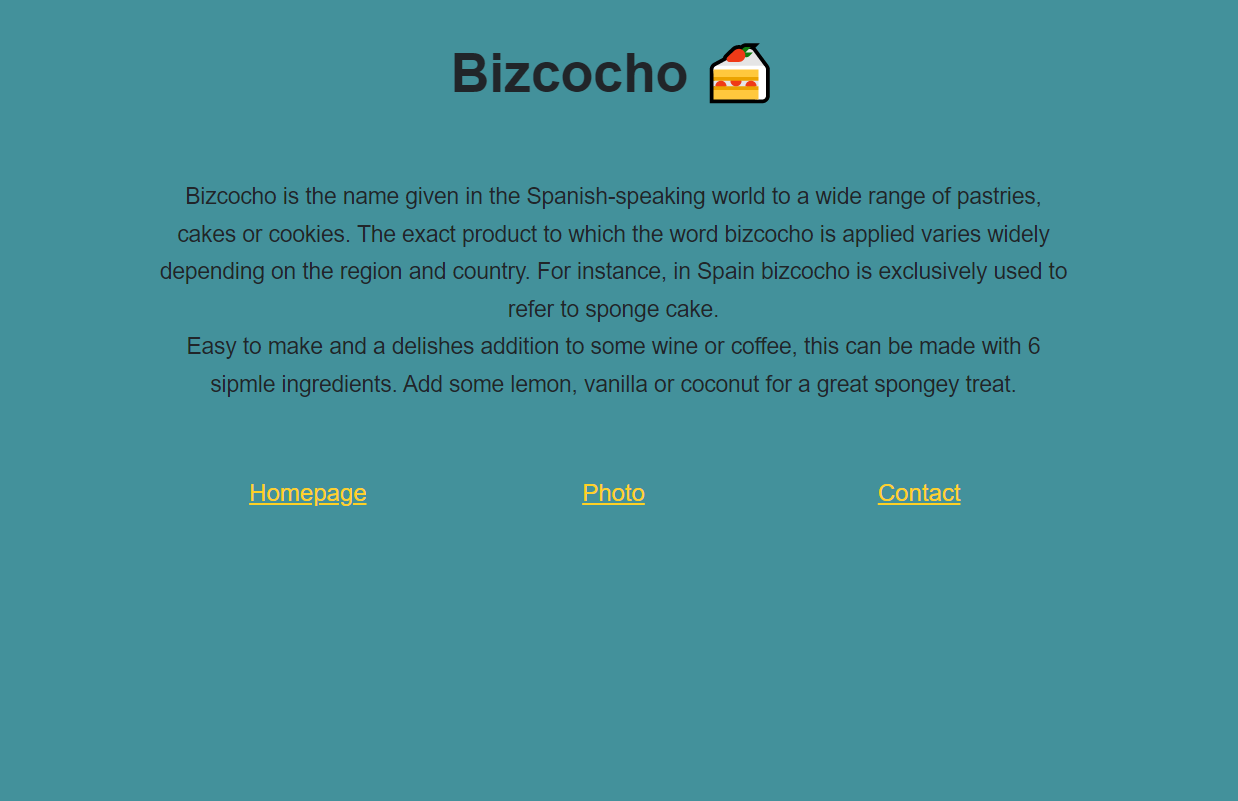 Bizcocho 🍰
Bizcocho is the name given in the Spanish-speaking world to a wide range of pastries,
cakes or cookies. The exact product to which the word bizcocho is applied varies widely
depending on the region and country. For instance, in Spain bizcocho is exclusively used to
refer to sponge cake.
Easy to make and a delishes addition to some wine or coffee, this can be made with 6
sipmle ingredients. Add some lemon, vanilla or coconut for a great spongey treat.
Homepage Photo Contact